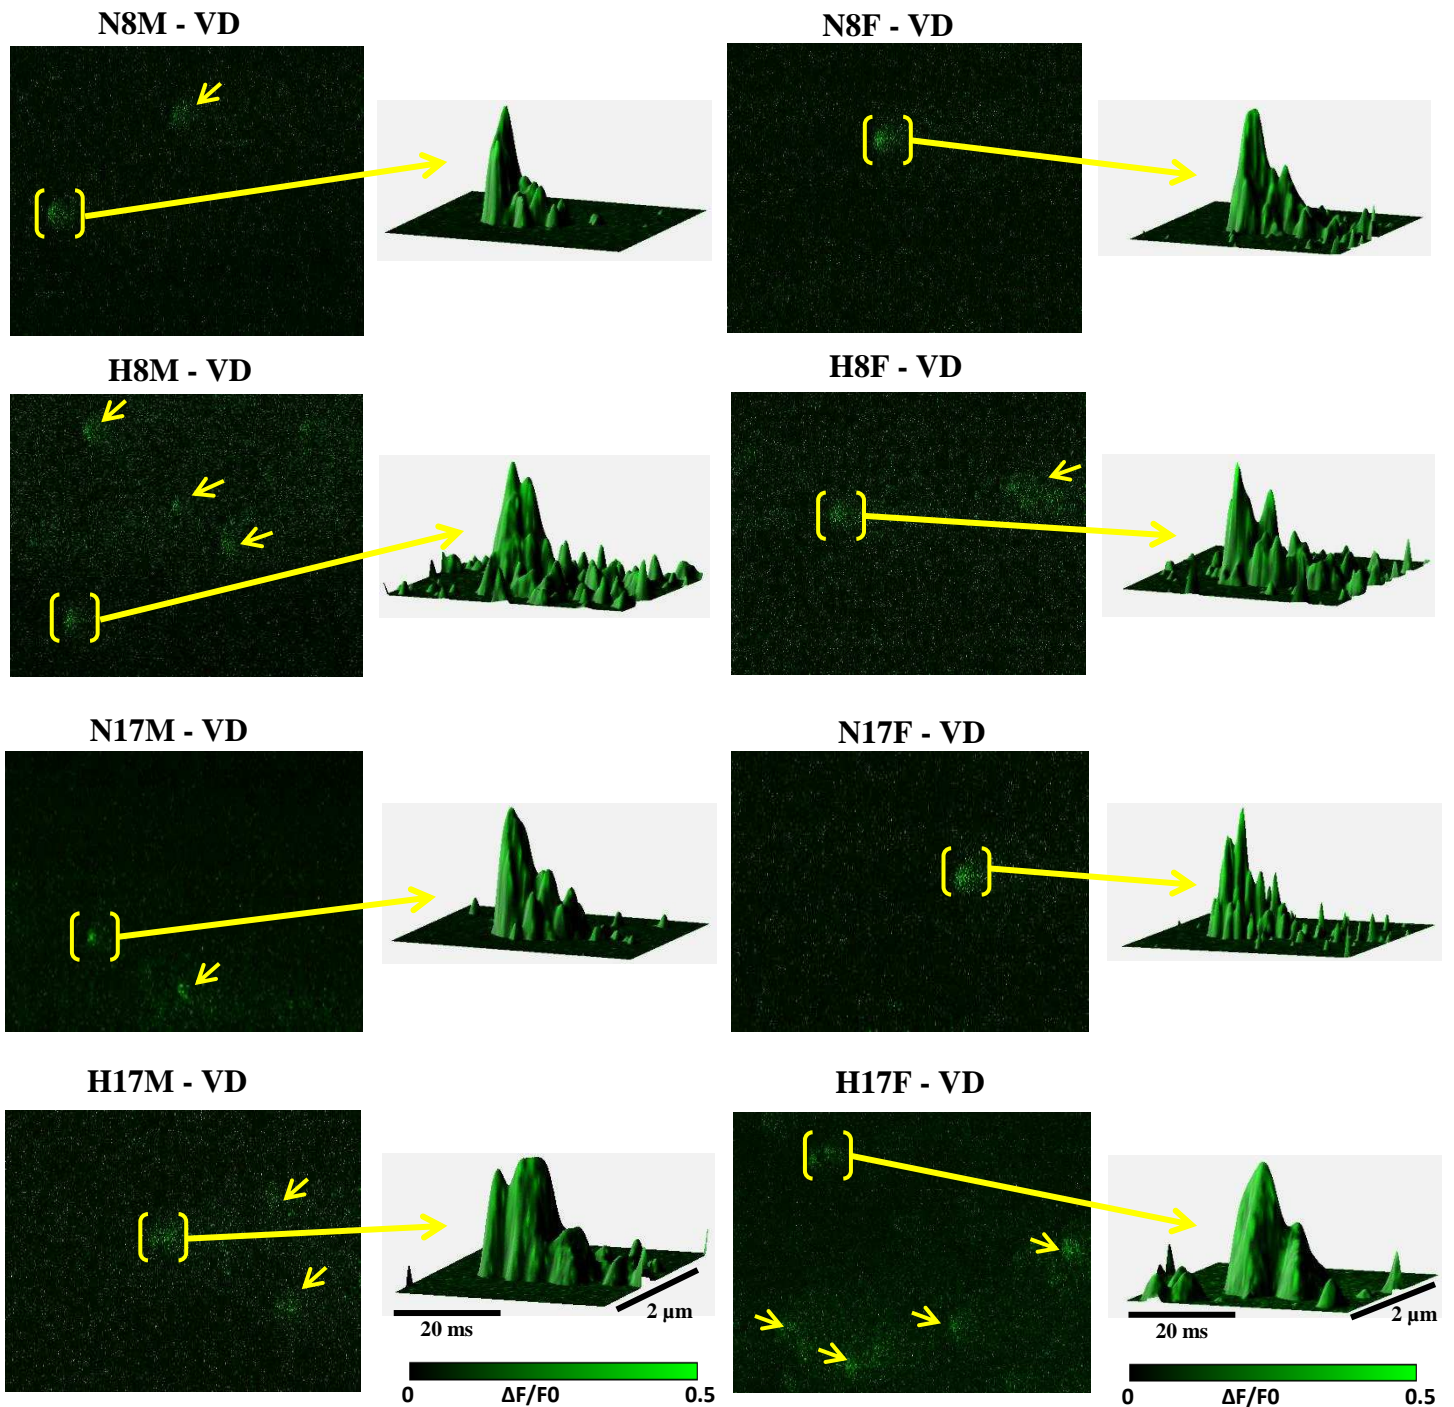 N8M - VD
N8F - VD
H8M - VD
H8F - VD
N17M - VD
N17F - VD
H17M - VD
H17F - VD
20 ms
2 µm
20 ms
2 µm
0
ΔF/F0
0.5
0
ΔF/F0
0.5